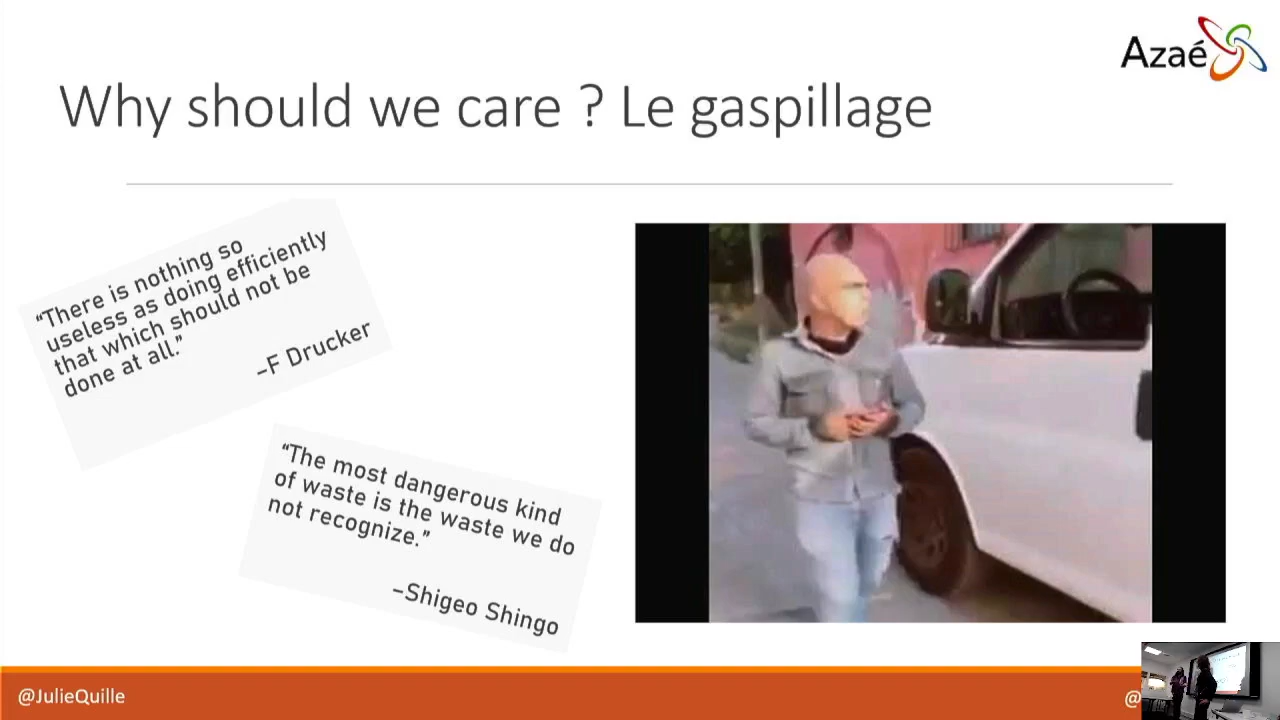 Azaé
Why should we care ? Le gaspillage
“There is nothing so
useless as doing efficiently
that which should not be
done at all.”
–F Drucker
“The most dangerous kind
of waste is the waste we do
not recognize.”
–Shigeo Shingo
@JulieQuille
@